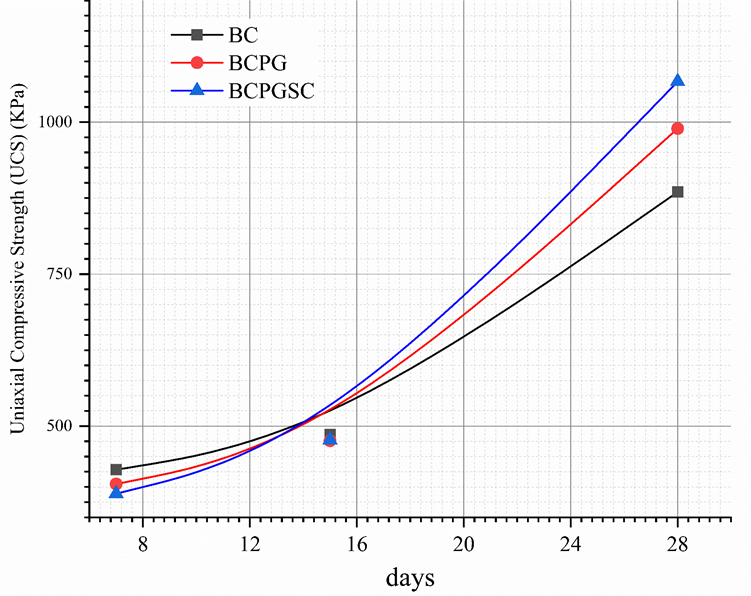 BC
BCPG
BCPGSC
Uniaxial Compressive Strength (UCS) (KPa)
1000
750
500
8 12 16 20 24 28
days